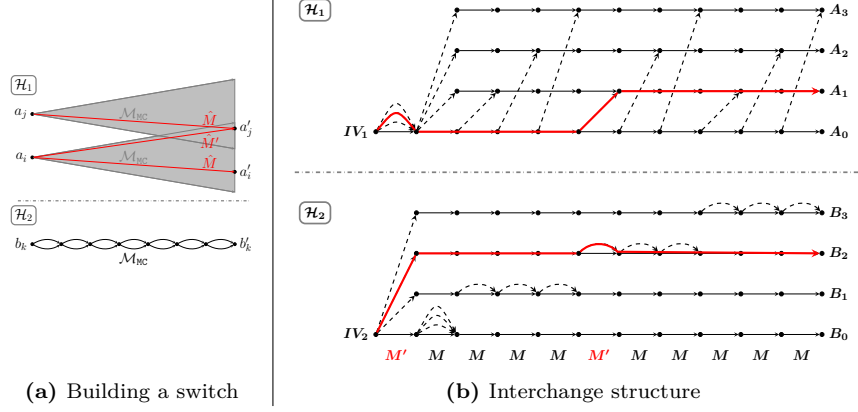 𝓗₁
a_j
𝓜_MC
M̂
M̂′
a′_j
a_i
𝓜_MC
M̂
a′_i
𝓗₂
b_k
b′_k
𝓜_MC
(a) Building a switch
𝓗₁
A₃
A₂
A₁
IV₁
A₀
𝓗₂
B₃
B₂
B₁
IV₂
B₀
M′ M M M M M′ M M M M M
(b) Interchange structure